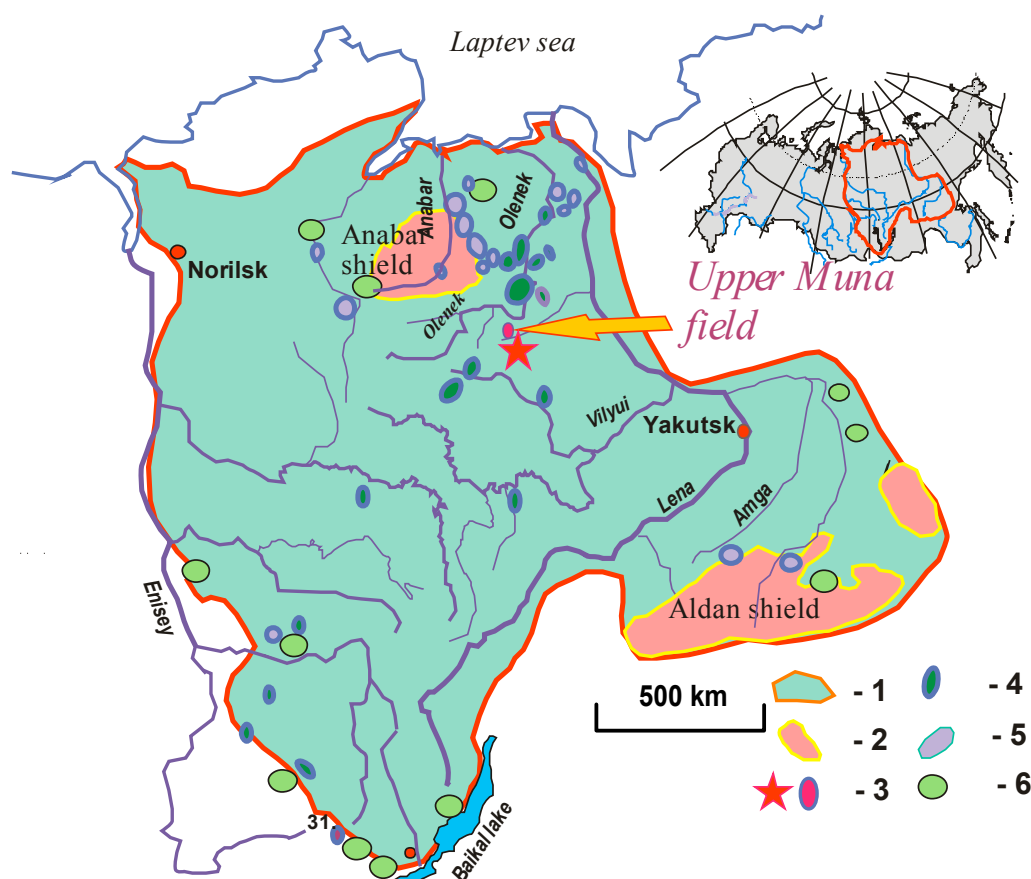 Laptev sea
Anabar
Olenek
Anabar
shield
Norilsk
Olenek
Upper Muna
field
Vilyui
Yakutsk
Lena
Amga
Enisey
Aldan shield
500 km
- 1
- 4
- 2
- 5
- 3
- 6
31.
Baikal lake